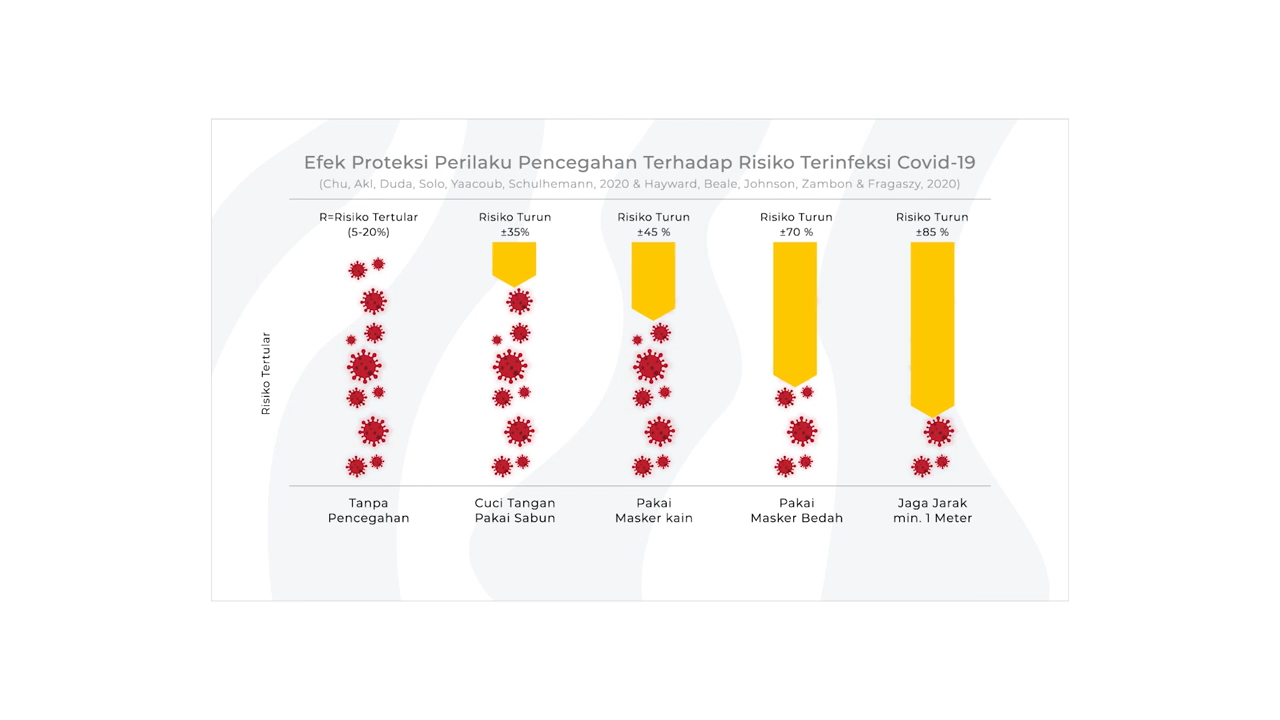 Efek Proteksi Perilaku Pencegahan Terhadap Risiko Terinfeksi Covid-19
(Chu, Akl, Duda, Solo, Yaacoub, Schulhemann, 2020 & Hayward, Beale, Johnson, Zambon & Fragaszy, 2020)
R=Risiko Tertular
(5-20%)
Risiko Turun
±35%
Risiko Turun
±45 %
Risiko Turun
±70 %
Risiko Turun
±85 %
Risiko Tertular
Tanpa
Pencegahan
Cuci Tangan
Pakai Sabun
Pakai
Masker kain
Pakai
Masker Bedah
Jaga Jarak
min. 1 Meter